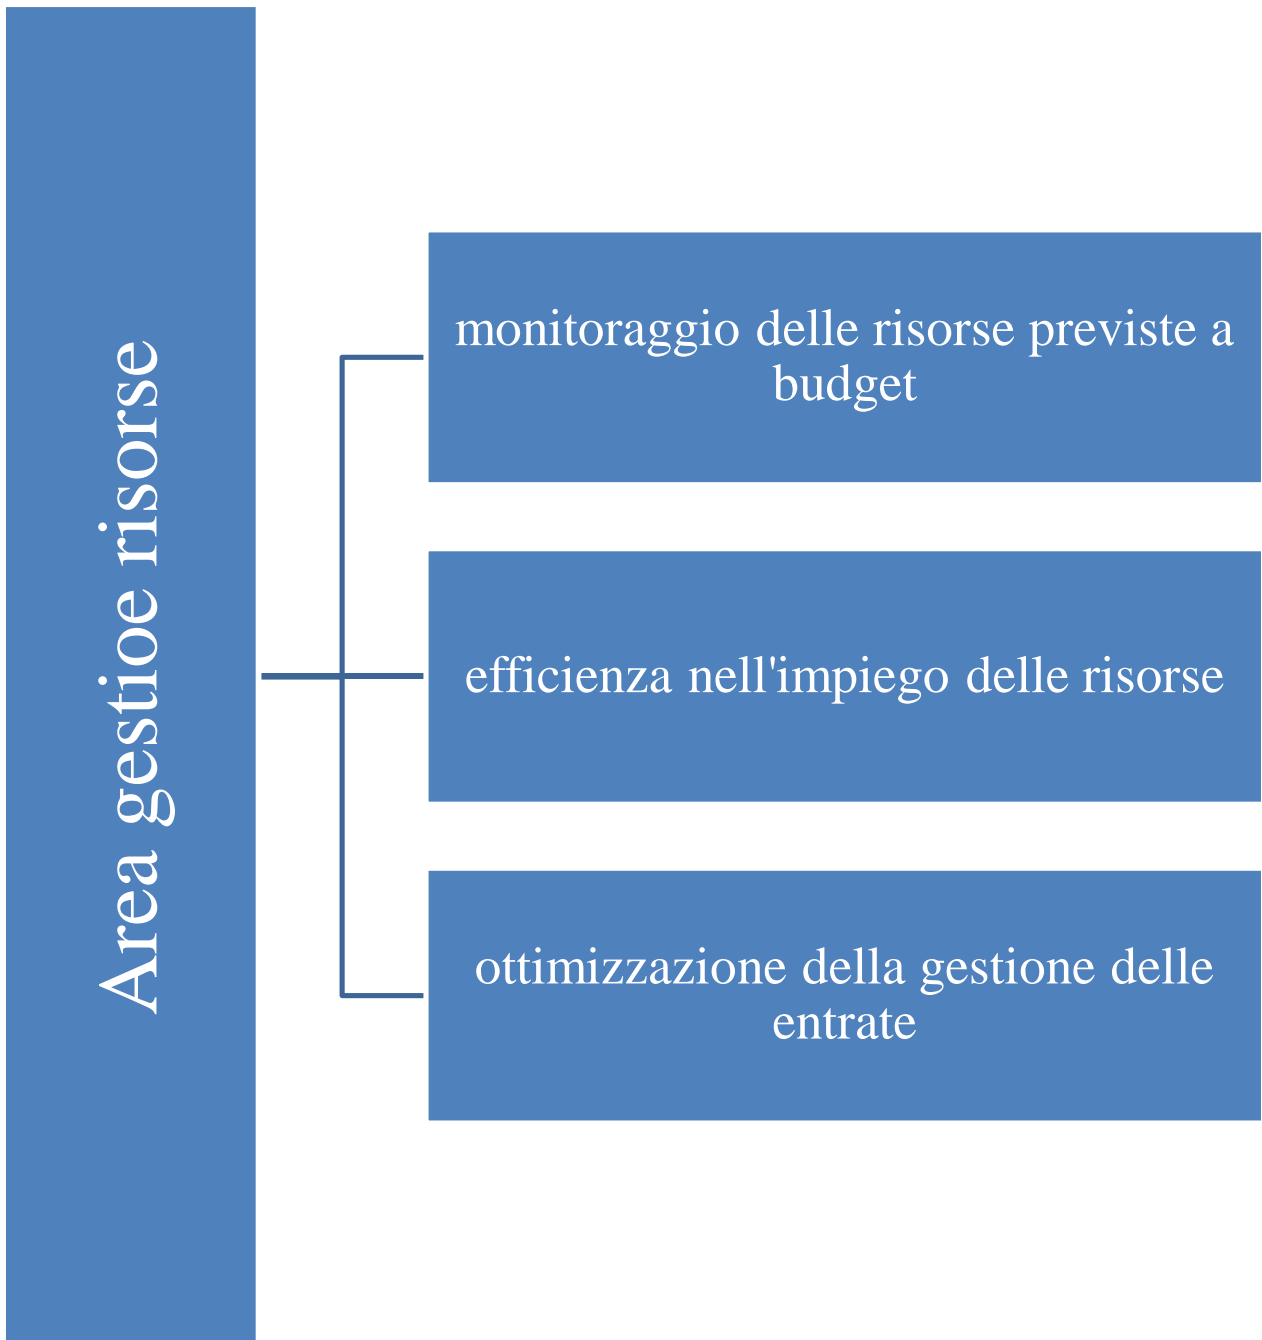 Area gestioe risorse
monitoraggio delle risorse previste a
budget
efficienza nell'impiego delle risorse
ottimizzazione della gestione delle
entrate